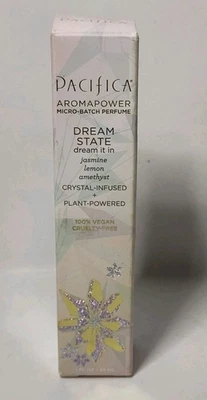 PACIFICA®
AROMAPOWER
MICRO-BATCH PERFUME
DREAM
STATE
dream it in
jasmine
lemon
amethyst
CRYSTAL-INFUSED
+
PLANT-POWERED
100% VEGAN
CRUELTY-FREE